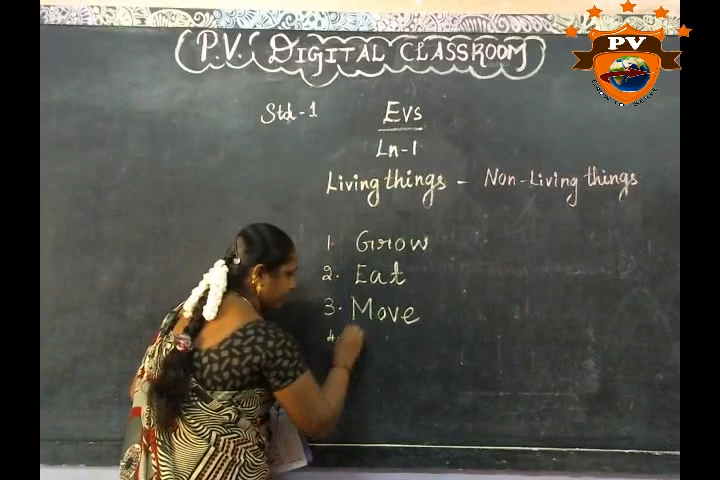 P.V. DIGITAL CLASSROOM
PV
Std-1
Evs
Ln-1
Living things - Non-Living things
1. Grow
2. Eat
3. Move
4